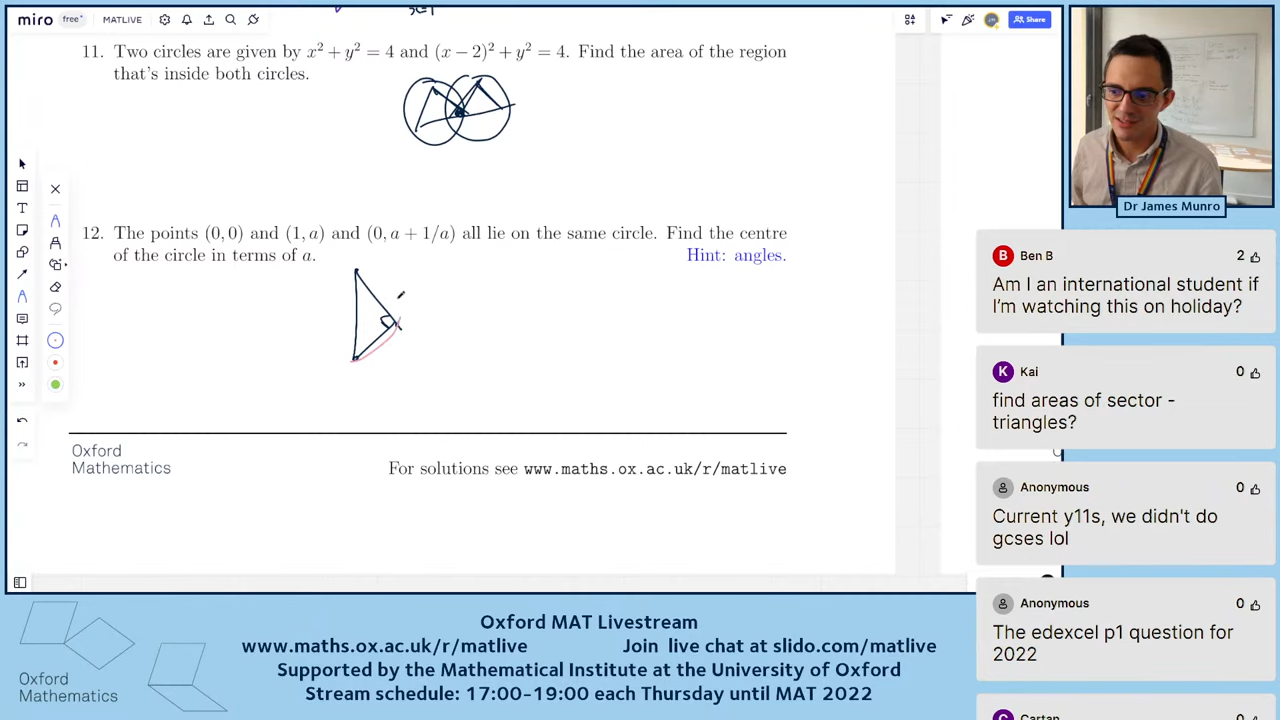 miro free MATLIVE Share
11. Two circles are given by x² + y² = 4 and (x − 2)² + y² = 4. Find the area of the region
that's inside both circles.
12. The points (0, 0) and (1, a) and (0, a + 1/a) all lie on the same circle. Find the centre
of the circle in terms of a. Hint: angles.
Oxford
Mathematics
For solutions see www.maths.ox.ac.uk/r/matlive
Dr James Munro
B Ben B 2
Am I an international student if
I'm watching this on holiday?
K Kai 0
find areas of sector -
triangles?
Anonymous 0
Current y11s, we didn't do
gcses lol
Anonymous 0
The edexcel p1 question for
2022
Cartan
Oxford
Mathematics
Oxford MAT Livestream
www.maths.ox.ac.uk/r/matlive Join live chat at slido.com/matlive
Supported by the Mathematical Institute at the University of Oxford
Stream schedule: 17:00-19:00 each Thursday until MAT 2022